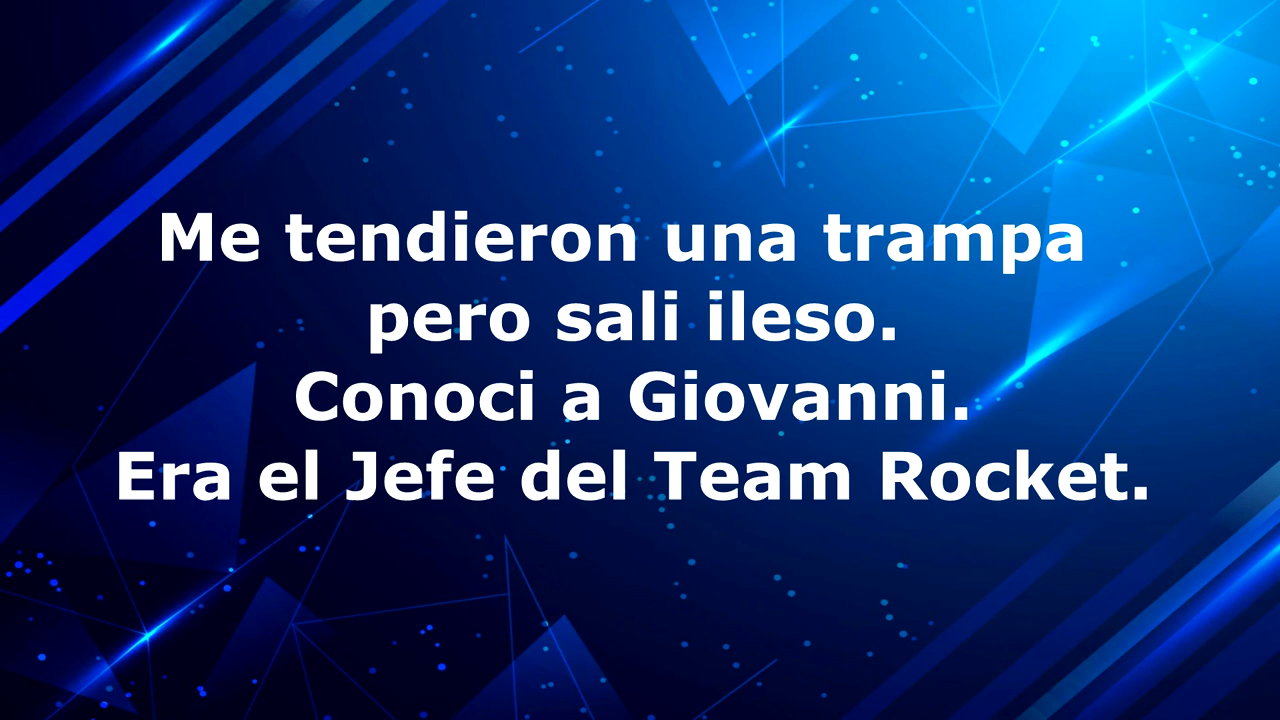 Me tendieron una trampa
pero sali ileso.
Conoci a Giovanni.
Era el Jefe del Team Rocket.